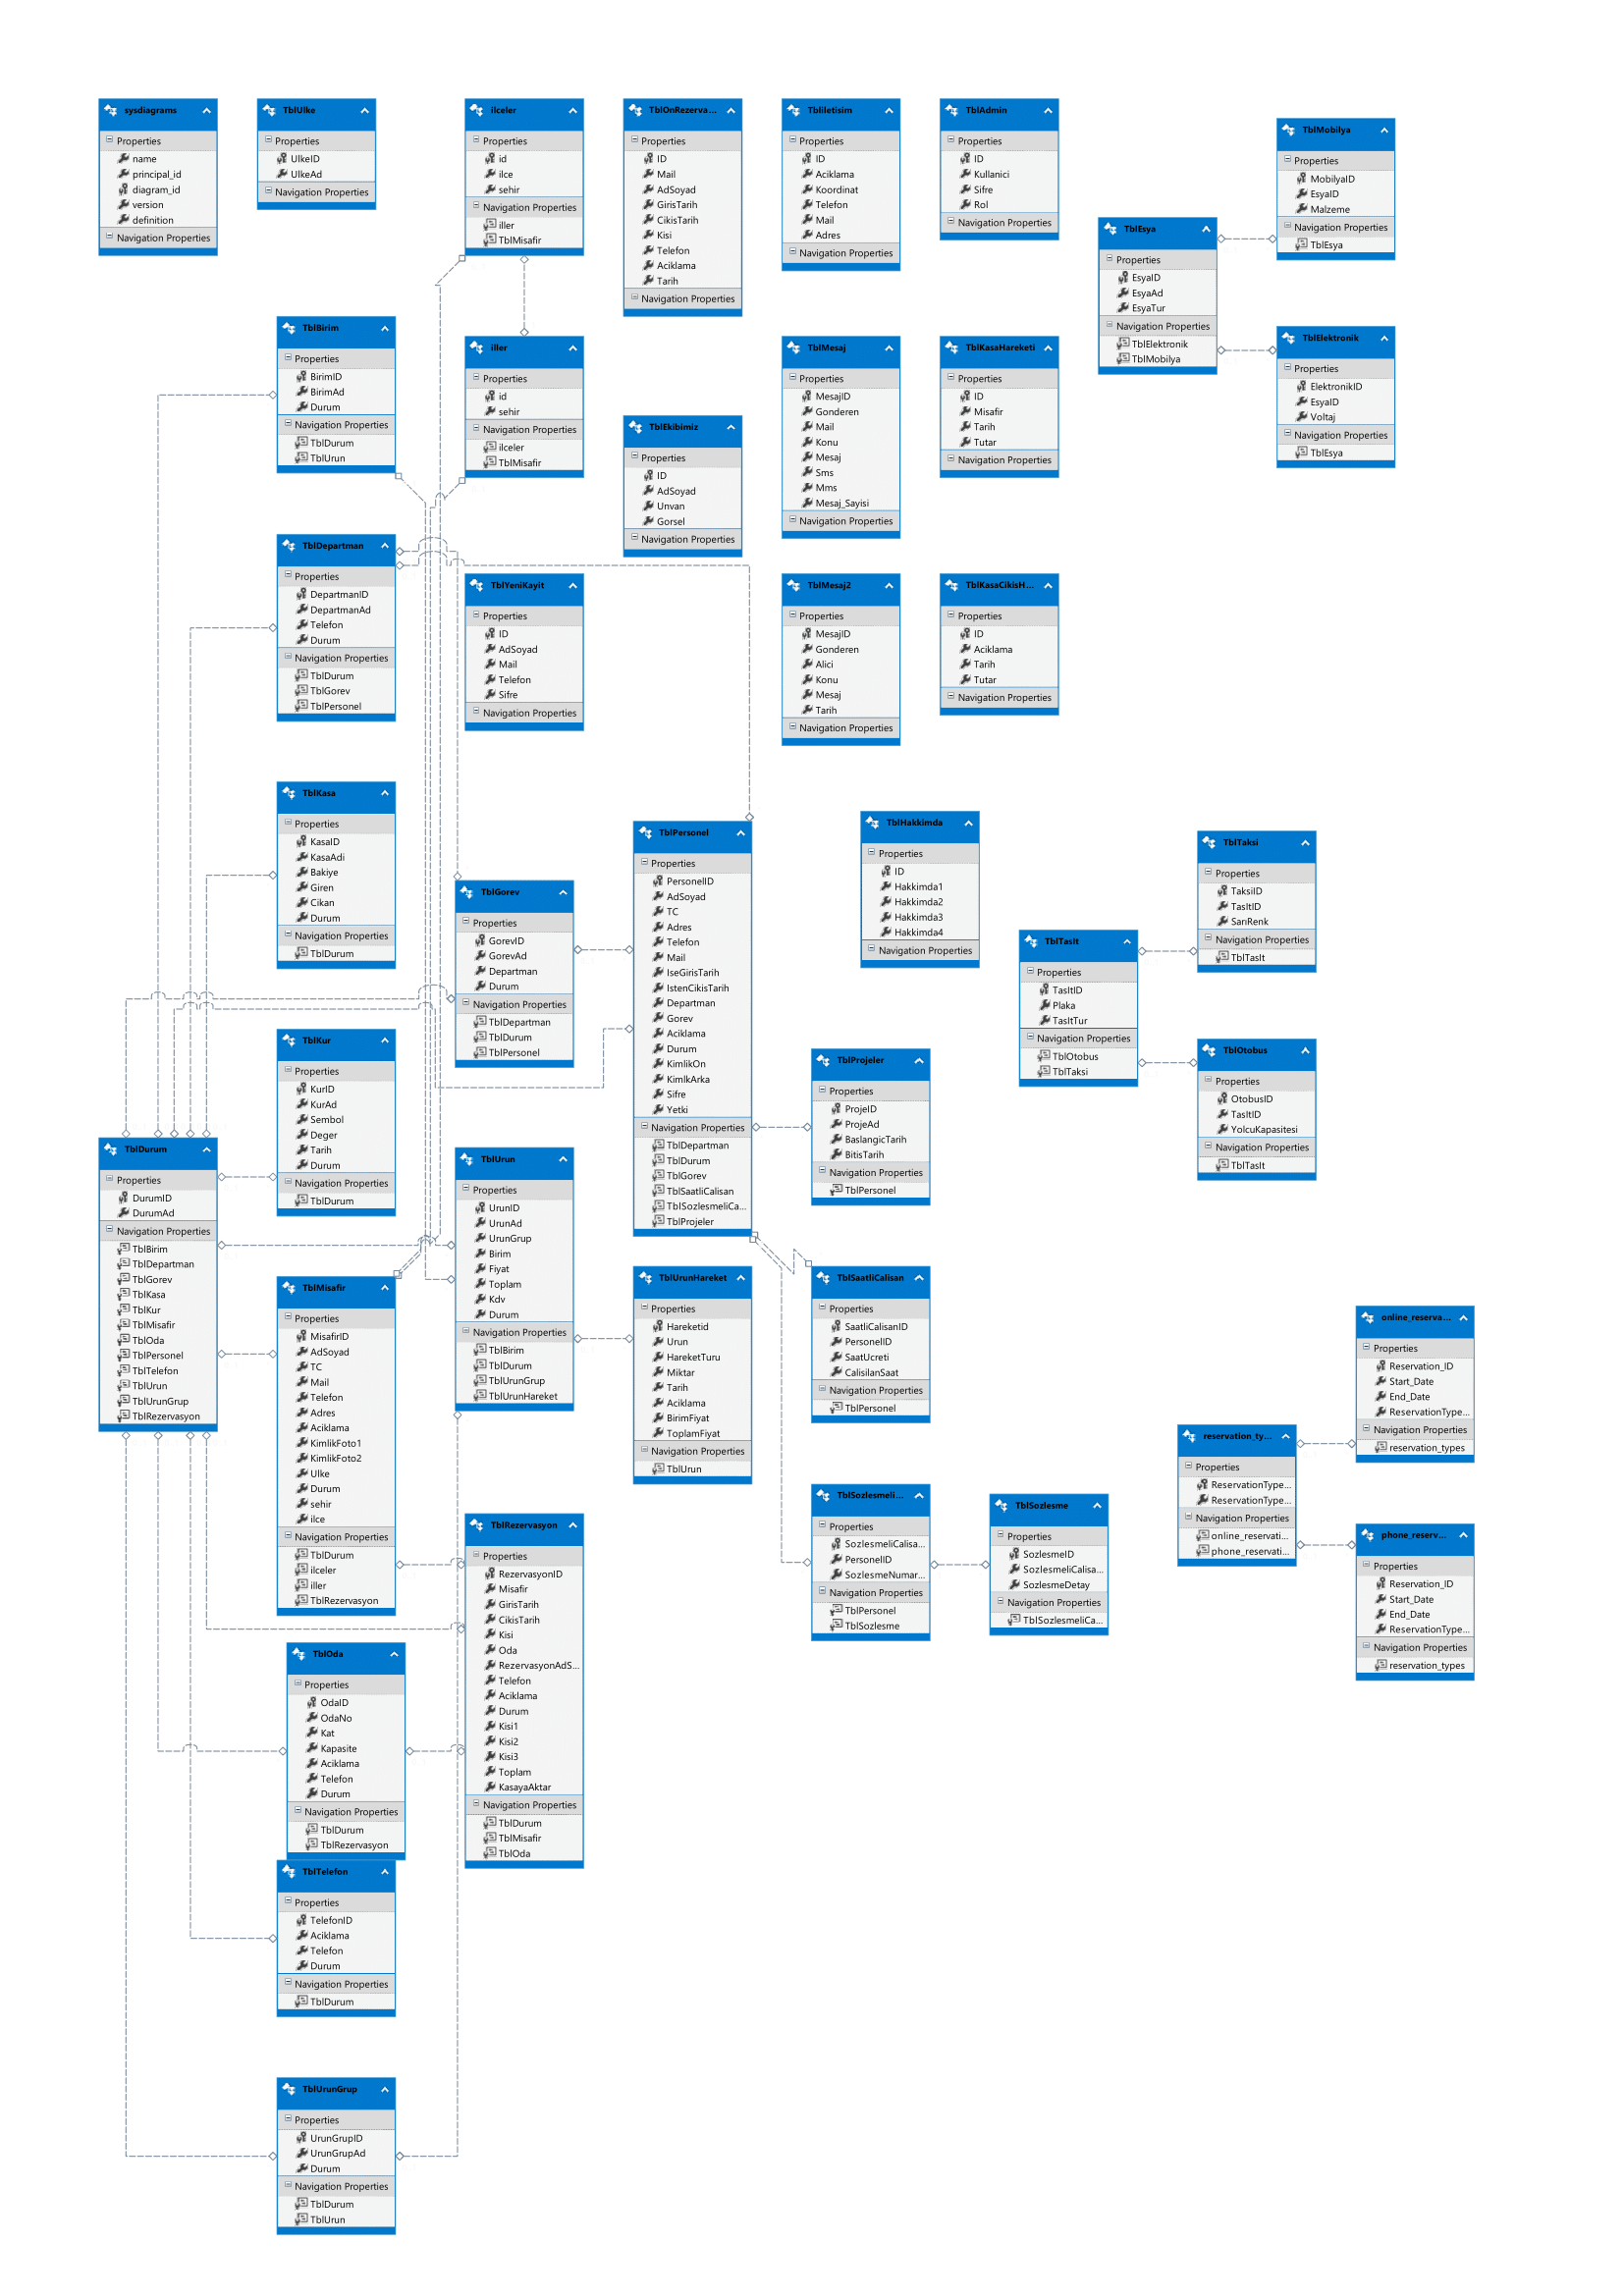 sysdiagrams
Properties
name
principal_id
diagram_id
version
definition
Navigation Properties
TblUlke
Properties
UlkeID
UlkeAd
Navigation Properties
ilceler
Properties
id
ilce
sehir
Navigation Properties
iller
TblMisafir
TblOnRezerva...
Properties
ID
Mail
AdSoyad
GirisTarih
CikisTarih
Kisi
Telefon
Aciklama
Tarih
Navigation Properties
Tbliletisim
Properties
ID
Aciklama
Koordinat
Telefon
Mail
Adres
Navigation Properties
TblAdmin
Properties
ID
Kullanici
Sifre
Rol
Navigation Properties
TblMobilya
Properties
MobilyaID
EsyaID
Malzeme
Navigation Properties
TblEsya
TblEsya
Properties
EsyaID
EsyaAd
EsyaTur
Navigation Properties
TblElektronik
TblMobilya
TblElektronik
Properties
ElektronikID
EsyaID
Voltaj
Navigation Properties
TblEsya
TblBirim
Properties
BirimID
BirimAd
Durum
Navigation Properties
TblDurum
TblUrun
iller
Properties
id
sehir
Navigation Properties
ilceler
TblMisafir
TblEkibimiz
Properties
ID
AdSoyad
Unvan
Gorsel
Navigation Properties
TblMesaj
Properties
MesajID
Gonderen
Mail
Konu
Mesaj
Sms
Mms
Mesaj_Sayisi
Navigation Properties
TblKasaHareketi
Properties
ID
Misafir
Tarih
Tutar
Navigation Properties
TblDepartman
Properties
DepartmanID
DepartmanAd
Telefon
Durum
Navigation Properties
TblDurum
TblGorev
TblPersonel
TblYeniKayit
Properties
ID
AdSoyad
Mail
Telefon
Sifre
Navigation Properties
TblMesaj2
Properties
MesajID
Gonderen
Alici
Konu
Mesaj
Tarih
Navigation Properties
TblKasaCikisH...
Properties
ID
Aciklama
Tarih
Tutar
Navigation Properties
TblKasa
Properties
KasaID
KasaAdi
Bakiye
Giren
Cikan
Durum
Navigation Properties
TblDurum
TblGorev
Properties
GorevID
GorevAd
Departman
Durum
Navigation Properties
TblDepartman
TblDurum
TblPersonel
TblPersonel
Properties
PersonelID
AdSoyad
TC
Adres
Telefon
Mail
IseGirisTarih
IstenCikisTarih
Departman
Gorev
Aciklama
Durum
KimlikOn
KimlkArka
Sifre
Yetki
Navigation Properties
TblDepartman
TblDurum
TblGorev
TblSaatliCalisan
TblSozlesmeliCa...
TblProjeler
TblHakkimda
Properties
ID
Hakkimda1
Hakkimda2
Hakkimda3
Hakkimda4
Navigation Properties
TblTaksi
Properties
TaksiID
TasItID
SarıRenk
Navigation Properties
TblTasIt
TblTasIt
Properties
TasItID
Plaka
TasItTur
Navigation Properties
TblOtobus
TblTaksi
TblOtobus
Properties
OtobusID
TasItID
YolcuKapasitesi
Navigation Properties
TblTasIt
TblKur
Properties
KurID
KurAd
Sembol
Deger
Tarih
Durum
Navigation Properties
TblDurum
TblProjeler
Properties
ProjeID
ProjeAd
BaslangicTarih
BitisTarih
Navigation Properties
TblPersonel
TblDurum
Properties
DurumID
DurumAd
Navigation Properties
TblBirim
TblDepartman
TblGorev
TblKasa
TblKur
TblMisafir
TblOda
TblPersonel
TblTelefon
TblUrun
TblUrunGrup
TblRezervasyon
TblUrun
Properties
UrunID
UrunAd
UrunGrup
Birim
Fiyat
Toplam
Kdv
Durum
Navigation Properties
TblBirim
TblDurum
TblUrunGrup
TblUrunHareket
TblMisafir
Properties
MisafirID
AdSoyad
TC
Mail
Telefon
Adres
Aciklama
KimlikFoto1
KimlikFoto2
Ulke
Durum
sehir
ilce
Navigation Properties
TblDurum
ilceler
iller
TblRezervasyon
TblUrunHareket
Properties
Hareketid
Urun
HareketTuru
Miktar
Tarih
Aciklama
BirimFiyat
ToplamFiyat
Navigation Properties
TblUrun
TblSaatliCalisan
Properties
SaatliCalisanID
PersonelID
SaatUcreti
CalisilanSaat
Navigation Properties
TblPersonel
online_reserva...
Properties
Reservation_ID
Start_Date
End_Date
ReservationType...
Navigation Properties
reservation_types
reservation_ty...
Properties
ReservationType...
ReservationType...
Navigation Properties
online_reservati...
phone_reservati...
phone_reserv...
Properties
Reservation_ID
Start_Date
End_Date
ReservationType...
Navigation Properties
reservation_types
TblSozlesmeli...
Properties
SozlesmeliCalisa...
PersonelID
SozlesmeNumar...
Navigation Properties
TblPersonel
TblSozlesme
TblSozlesme
Properties
SozlesmeID
SozlesmeliCalisa...
SozlesmeDetay
Navigation Properties
TblSozlesmeliCa...
TblRezervasyon
Properties
RezervasyonID
Misafir
GirisTarih
CikisTarih
Kisi
Oda
RezervasyonAdS...
Telefon
Aciklama
Durum
Kisi1
Kisi2
Kisi3
Toplam
KasayaAktar
Navigation Properties
TblDurum
TblMisafir
TblOda
TblOda
Properties
OdaID
OdaNo
Kat
Kapasite
Aciklama
Telefon
Durum
Navigation Properties
TblDurum
TblRezervasyon
TblTelefon
Properties
TelefonID
Aciklama
Telefon
Durum
Navigation Properties
TblDurum
TblUrunGrup
Properties
UrunGrupID
UrunGrupAd
Durum
Navigation Properties
TblDurum
TblUrun